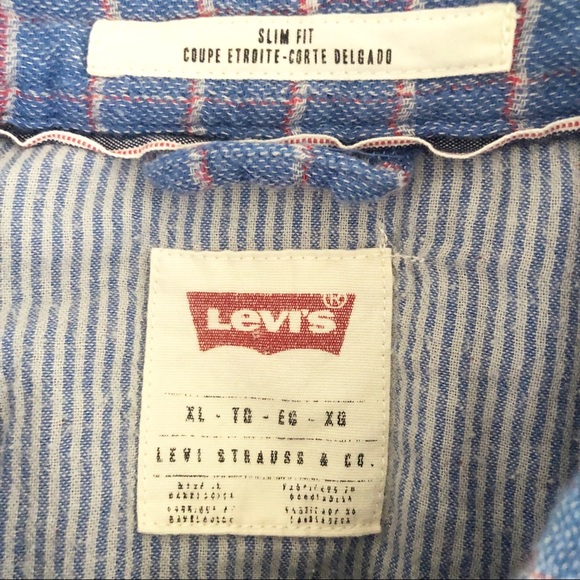 SLIM FIT
COUPE ETROITE-CORTE DELGADO
Levi's ®
XL - TG - EG - XG
LEVI STRAUSS & CO.